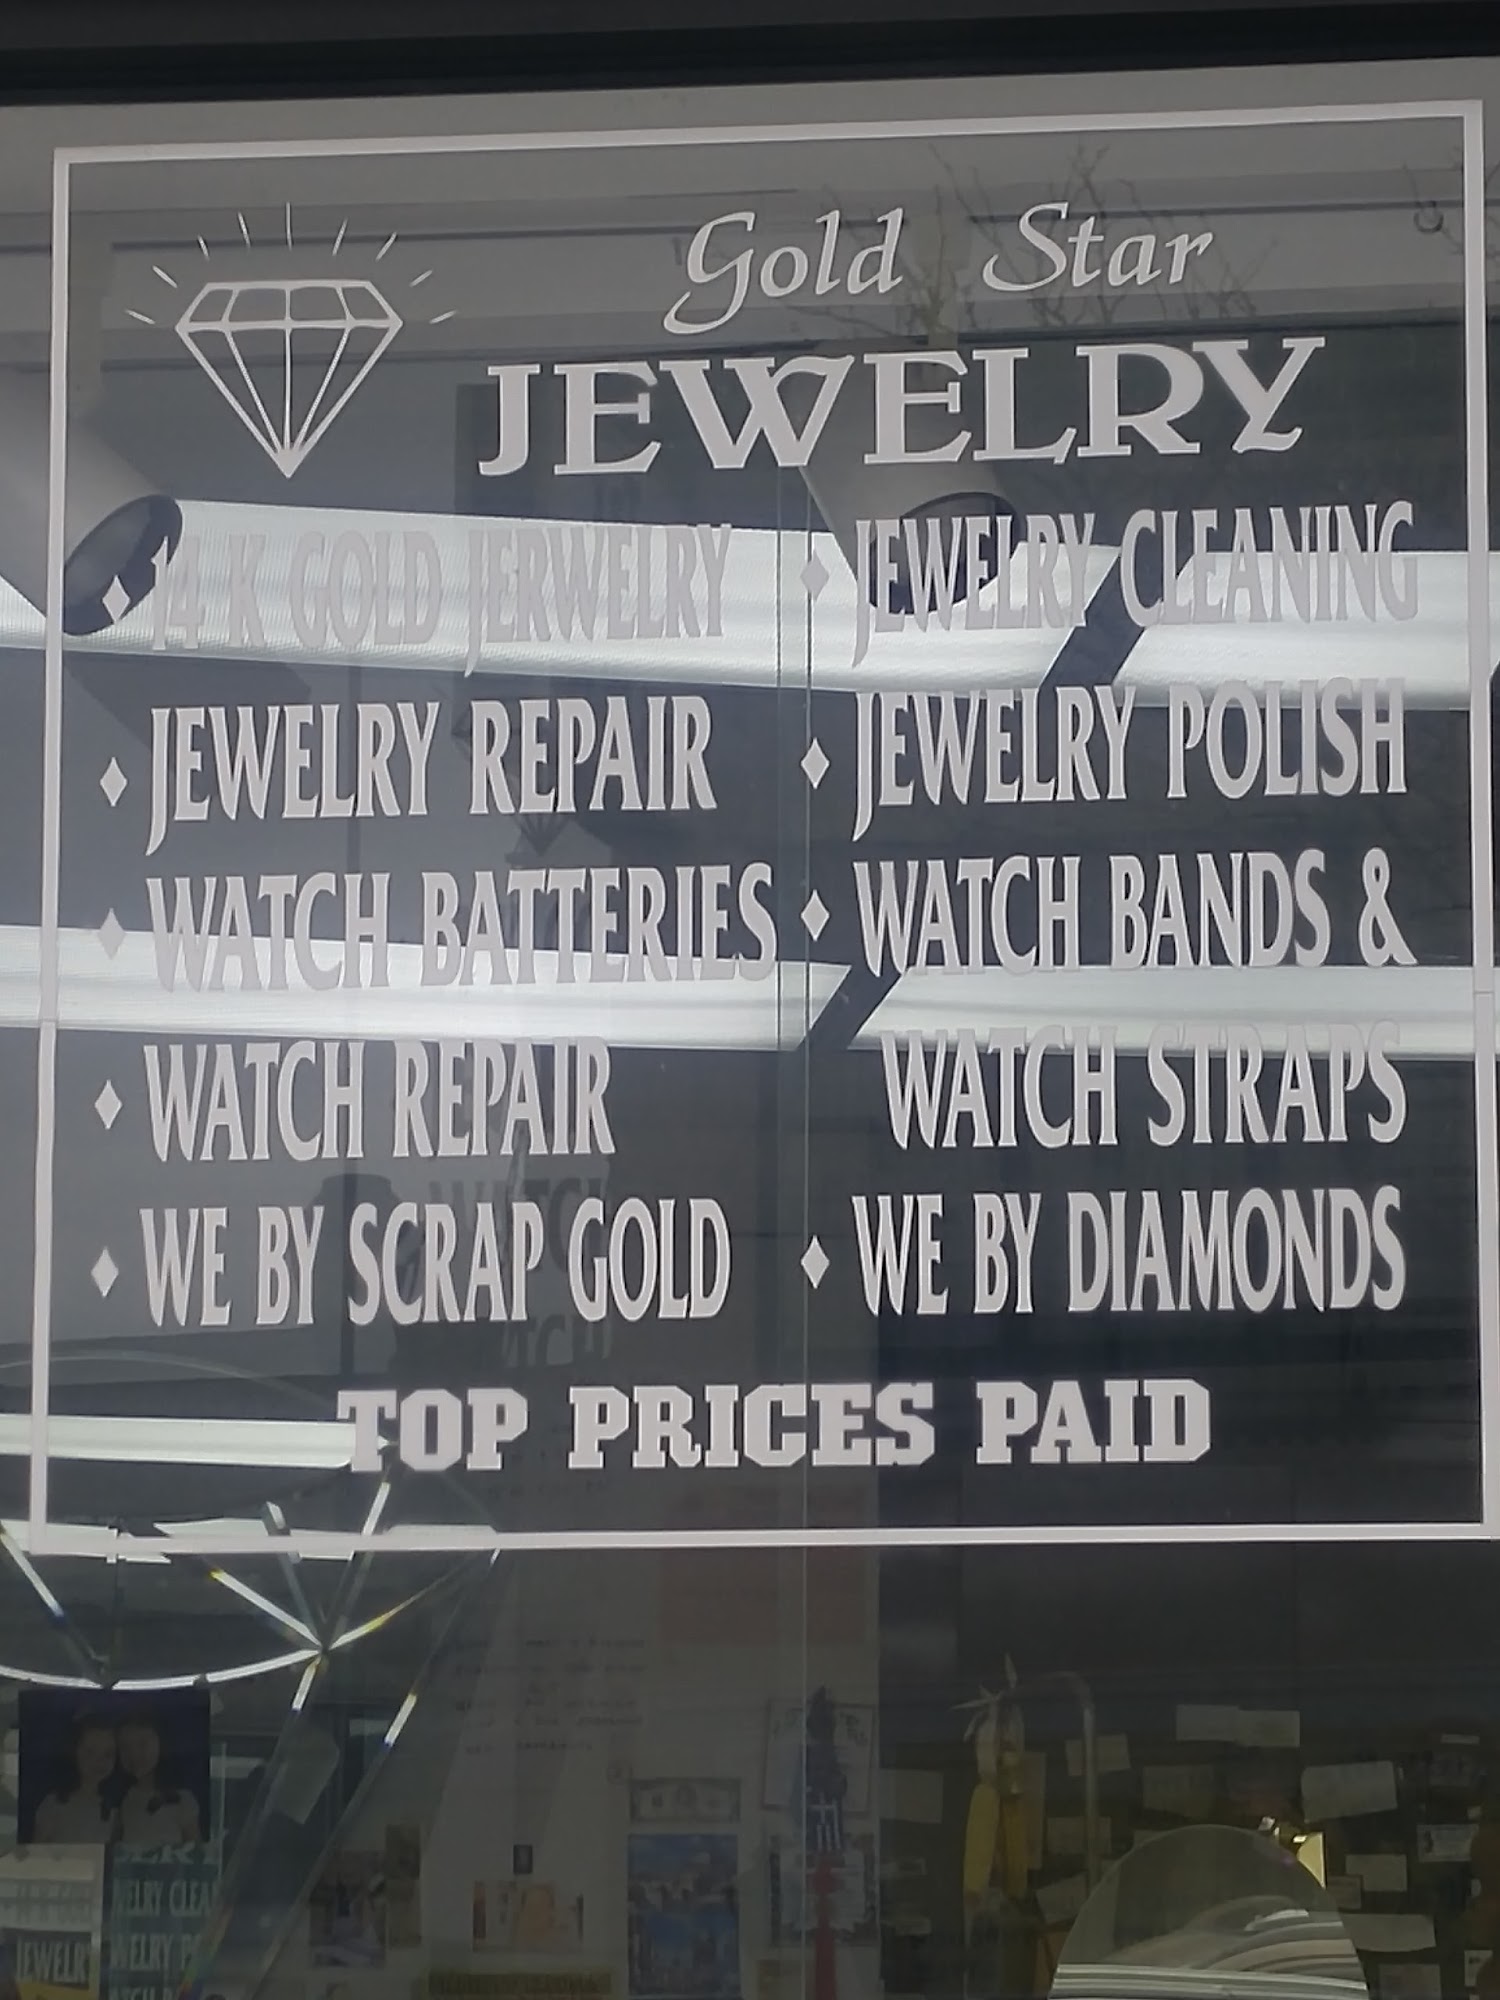 Gold Star
JEWELRY
14 K GOLD JERWELRY
JEWELRY REPAIR
WATCH BATTERIES
WATCH REPAIR
WE BY SCRAP GOLD
JEWELRY CLEANING
JEWELRY POLISH
WATCH BANDS &
WATCH STRAPS
WE BY DIAMONDS
TOP PRICES PAID